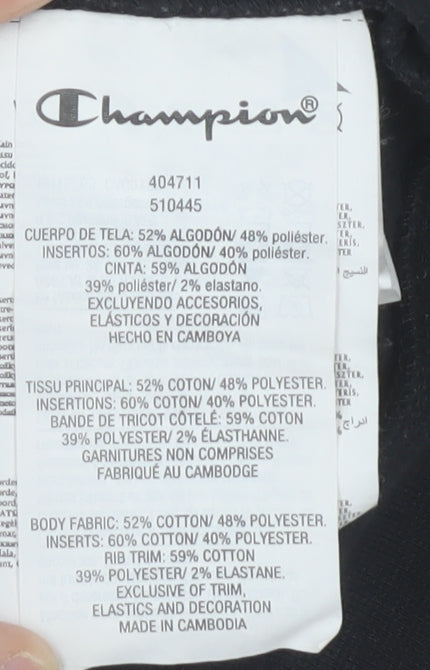 Champion®
404711
510445
CUERPO DE TELA: 52% ALGODÓN/ 48% poliéster.
INSERTOS: 60% ALGODÓN/ 40% poliéster.
CINTA: 59% ALGODÓN
39% poliéster/ 2% elastano.
EXCLUYENDO ACCESORIOS,
ELÁSTICOS Y DECORACIÓN
HECHO EN CAMBOYA
TISSU PRINCIPAL: 52% COTON/ 48% POLYESTER.
INSERTIONS: 60% COTON/ 40% POLYESTER.
BANDE DE TRICOT CÔTELÉ: 59% COTON
39% POLYESTER/ 2% ÉLASTHANNE.
GARNITURES NON COMPRISES
FABRIQUÉ AU CAMBODGE
BODY FABRIC: 52% COTTON/ 48% POLYESTER.
INSERTS: 60% COTTON/ 40% POLYESTER.
RIB TRIM: 59% COTTON
39% POLYESTER/ 2% ELASTANE.
EXCLUSIVE OF TRIM,
ELASTICS AND DECORATION
MADE IN CAMBODIA